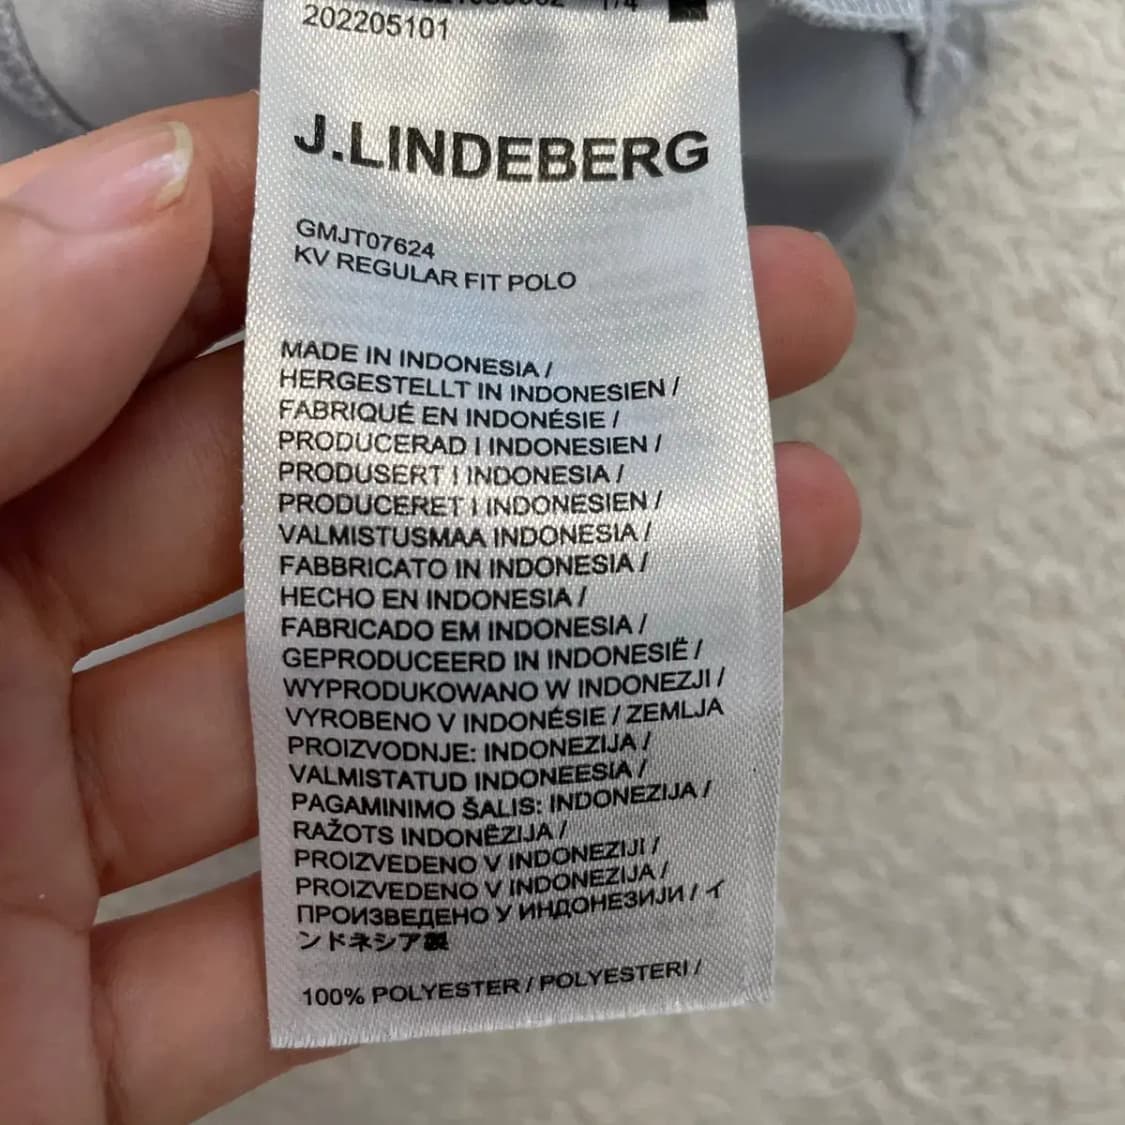 202205101
J.LINDEBERG
GMJT07624
KV REGULAR FIT POLO
MADE IN INDONESIA /
HERGESTELLT IN INDONESIEN /
FABRIQUÉ EN INDONÉSIE /
PRODUCERAD I INDONESIEN /
PRODUSERT I INDONESIA /
PRODUCERET I INDONESIEN /
VALMISTUSMAA INDONESIA /
FABBRICATO IN INDONESIA /
HECHO EN INDONESIA /
FABRICADO EM INDONESIA /
GEPRODUCEERD IN INDONESIË /
WYPRODUKOWANO W INDONEZJI /
VYROBENO V INDONÉSIE / ZEMLJA
PROIZVODNJE: INDONEZIJA /
VALMISTATUD INDONEESIA /
PAGAMINIMO ŠALIS: INDONEZIJA /
RAŽOTS INDONĒZIJA /
PROIZVEDENO V INDONEZIJI /
PROIZVEDENO V INDONEZIJA /
ПРОИЗВЕДЕНО У ИНДОНЕЗИЈИ / イ
ンドネシア製
100% POLYESTER / POLYESTERI /